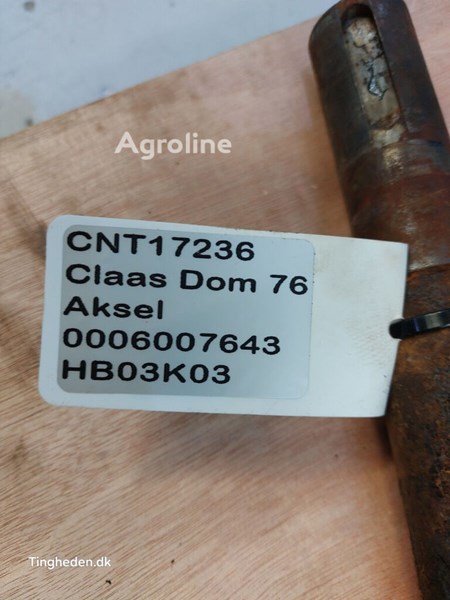 Agroline
CNT17236
Claas Dom 76
Aksel
0006007643
HB03K03
Tingheden.dk